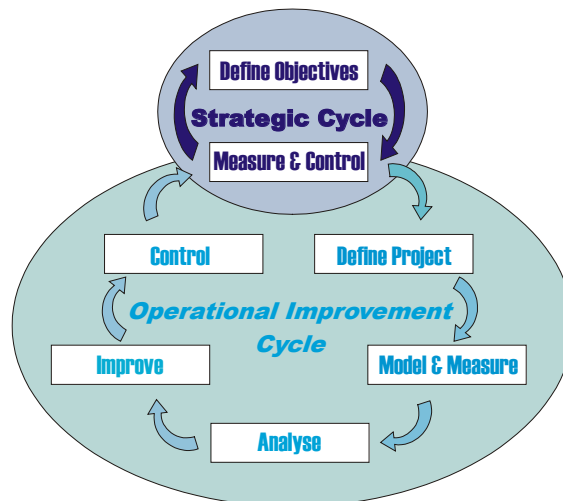 Define Objectives
Strategic Cycle
Measure & Control
Control
Define Project
Operational Improvement
Cycle
Improve
Model & Measure
Analyse